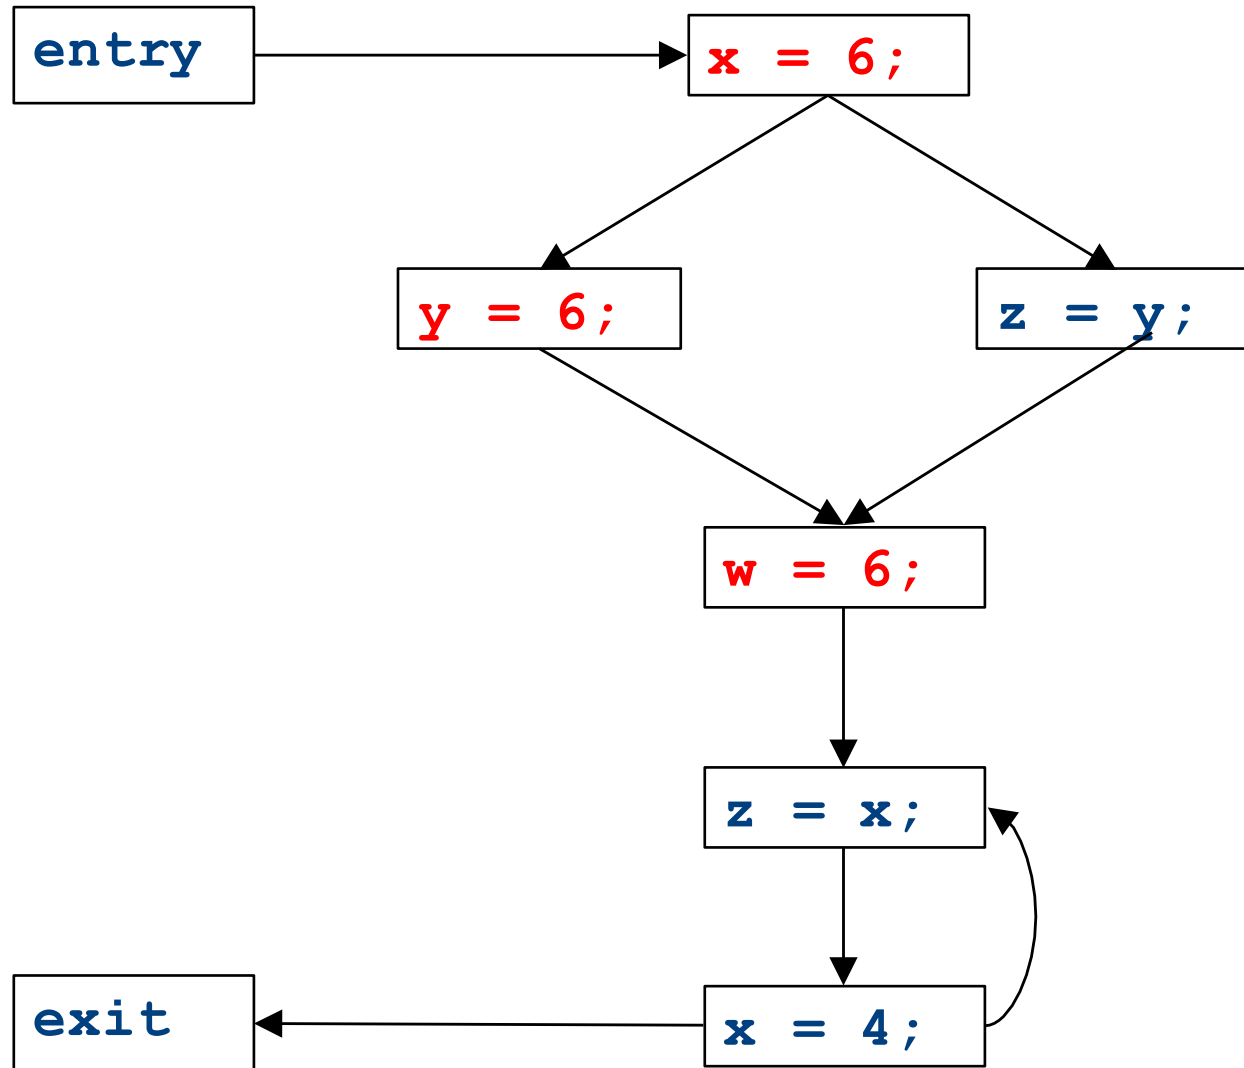 entry
x = 6;
y = 6;
z = y;
w = 6;
z = x;
x = 4;
exit